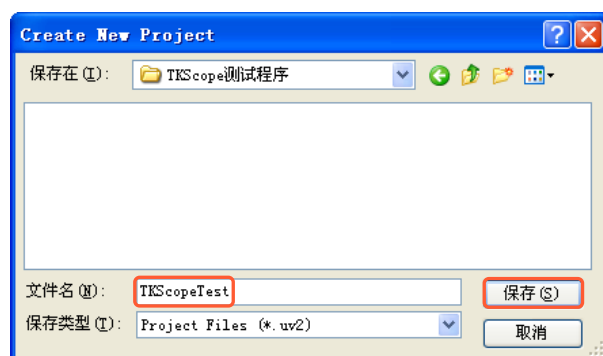 Create New Project
保存在(I): TKScope测试程序
文件名(N): TKScopeTest 保存(S)
保存类型(T): Project Files (*.uv2) 取消